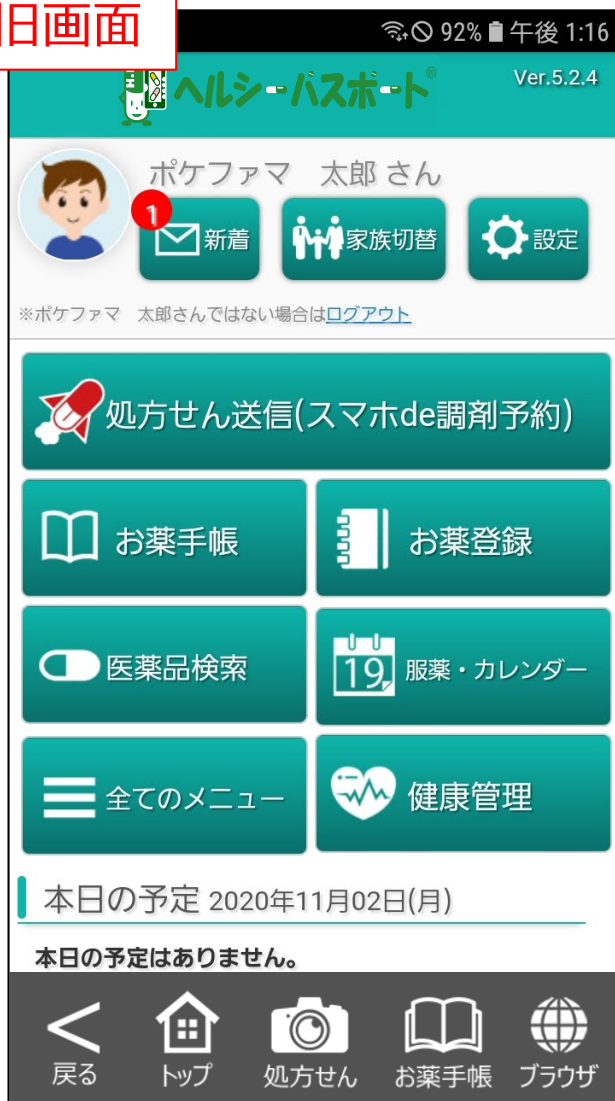 旧画面
92% 午後 1:16
ヘルシーパスポート®
Ver.5.2.4
ポケファマ 太郎 さん
1
新着
家族切替
設定
※ポケファマ 太郎さんではない場合はログアウト
処方せん送信(スマホde調剤予約)
お薬手帳
お薬登録
医薬品検索
19
服薬・カレンダー
全てのメニュー
健康管理
本日の予定 2020年11月02日(月)
本日の予定はありません。
戻る
トップ
処方せん
お薬手帳
ブラウザ